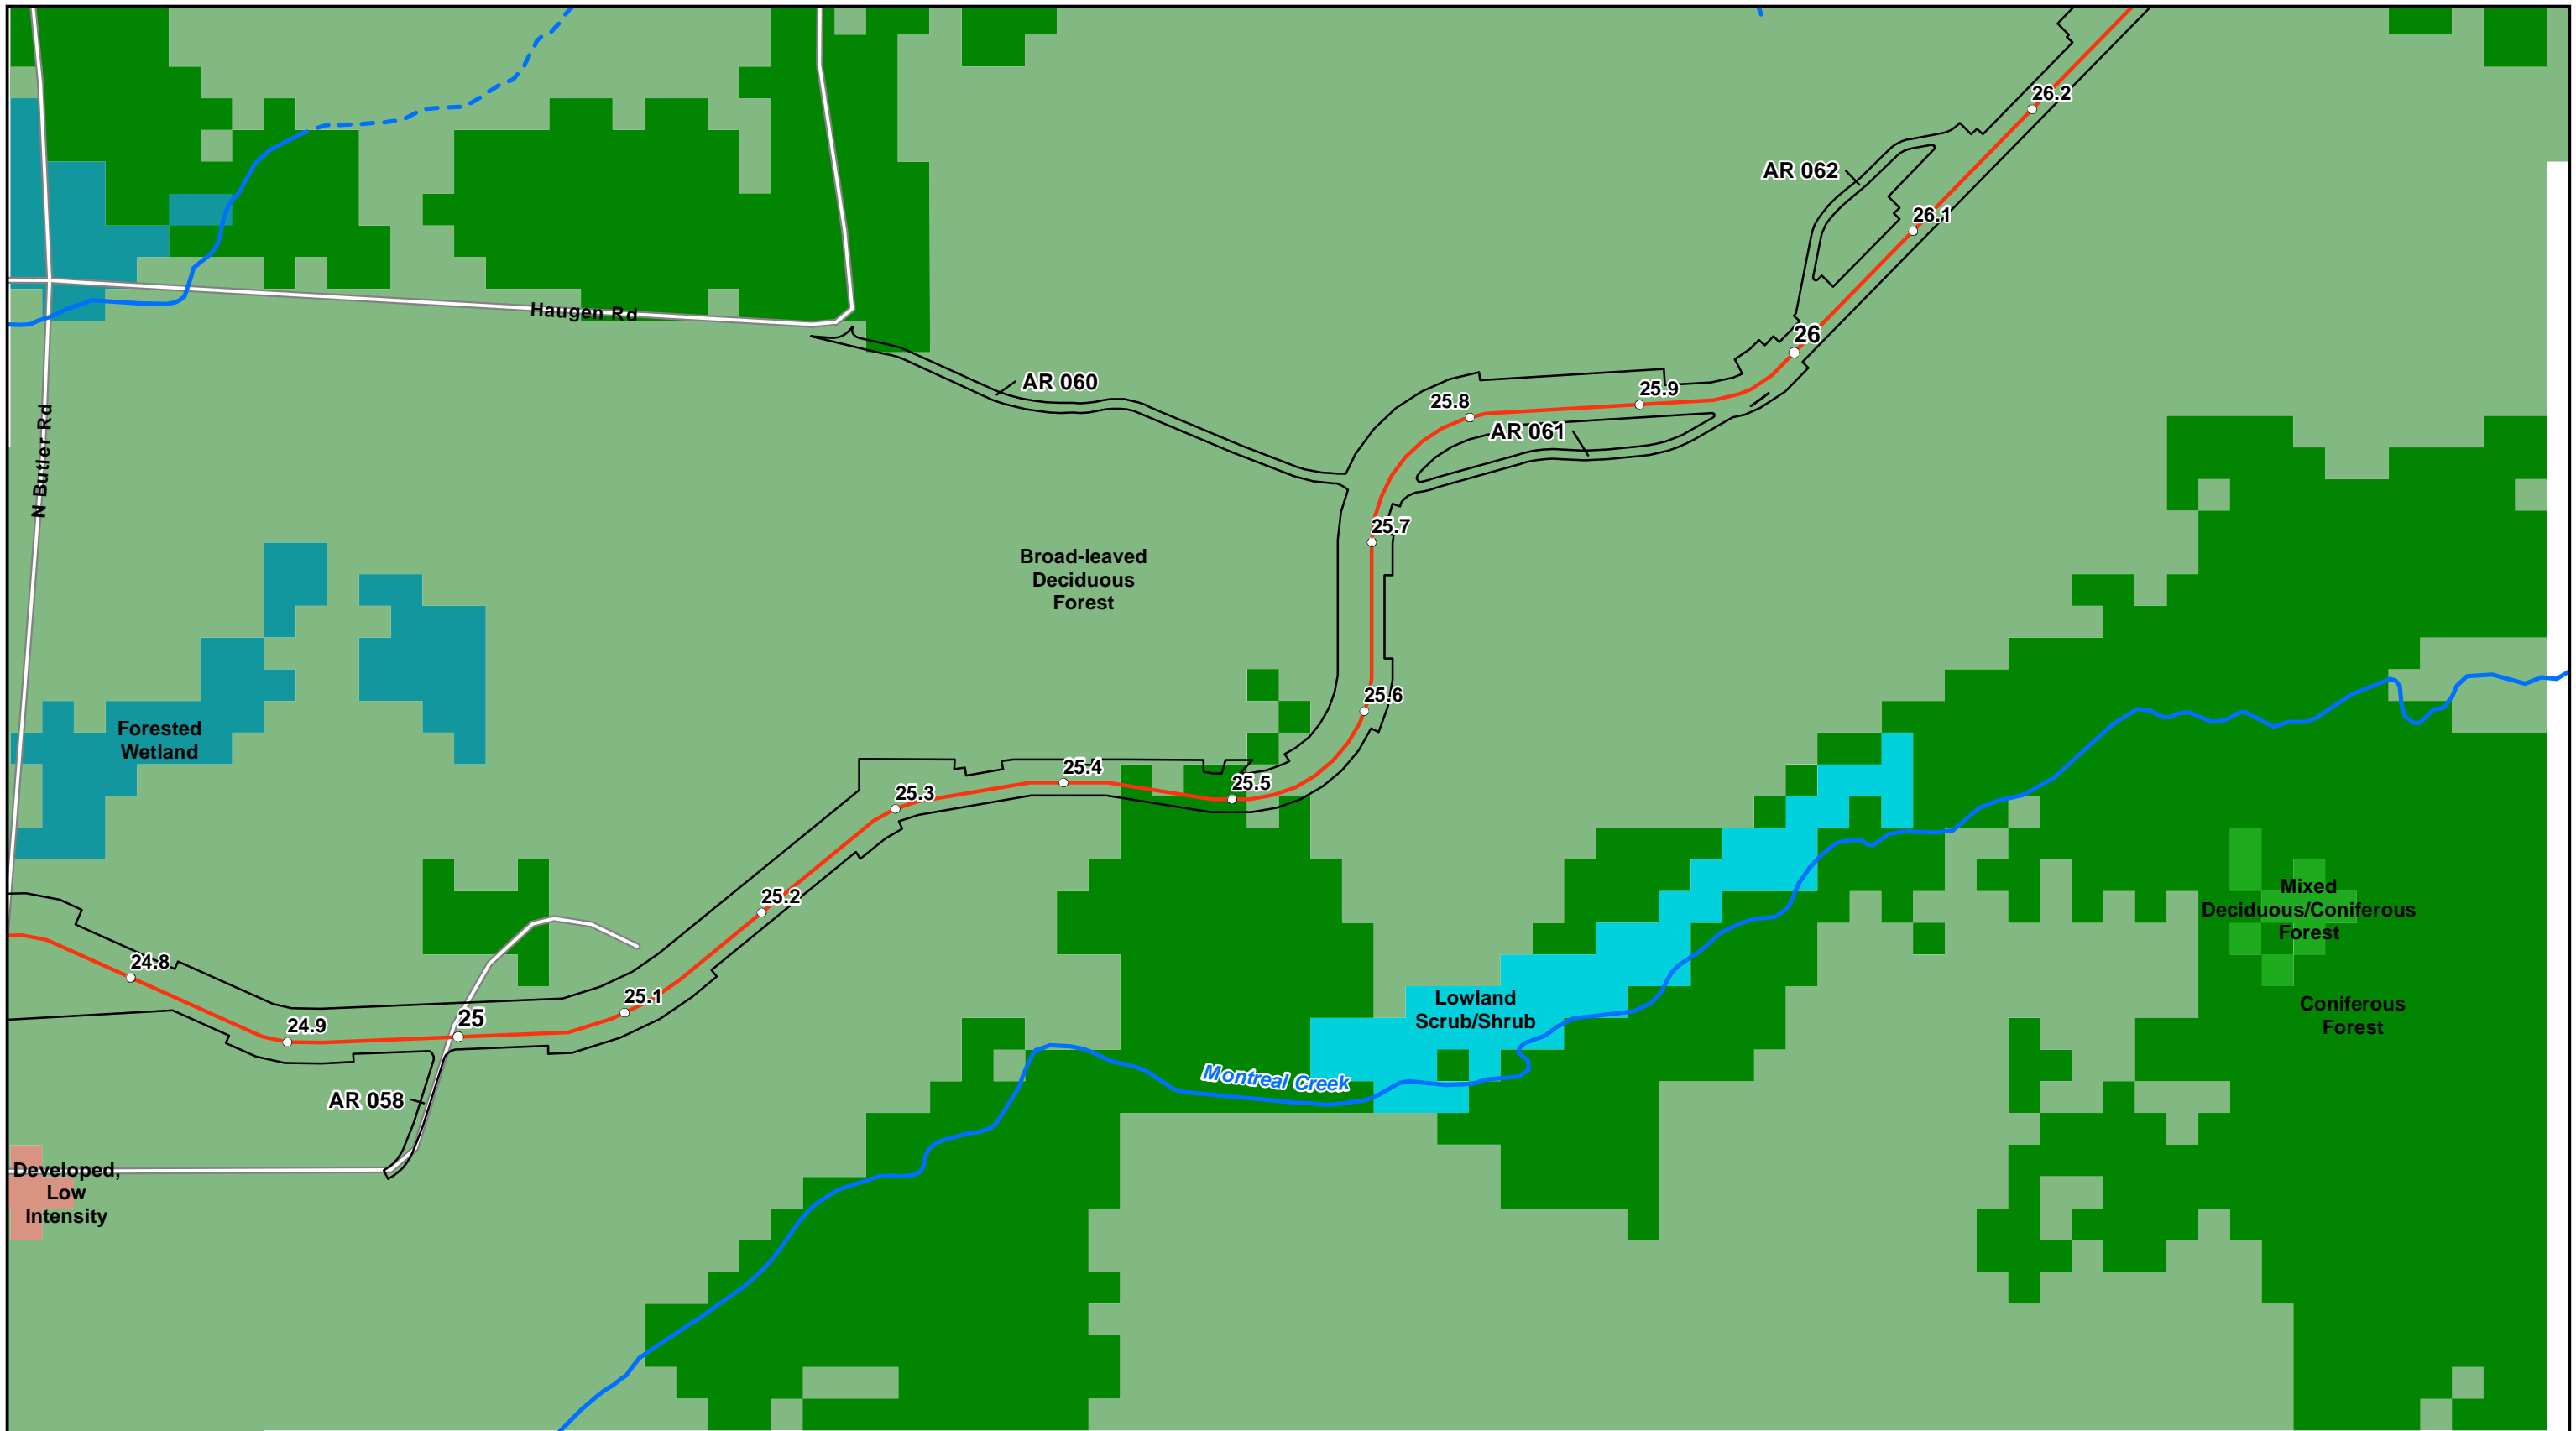 26.2
AR 062
26.1
Haugen Rd
26
AR 060
25.9
25.8
AR 061
N Butler Rd
25.7
Broad-leaved
Deciduous
Forest
25.6
Forested
Wetland
25.4
25.5
25.3
25.2
Mixed
Deciduous/Coniferous
Forest
24.8
25.1
Lowland
Scrub/Shrub
Coniferous
Forest
25
24.9
Montreal Creek
AR 058
Developed,
Low
Intensity